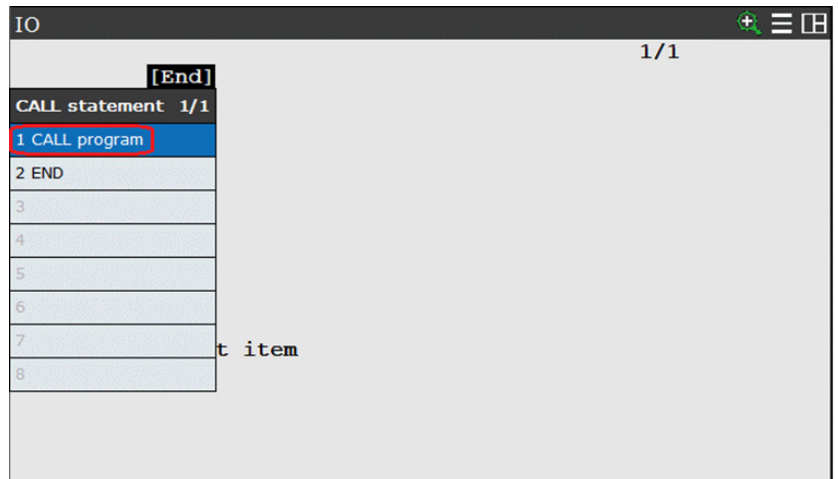 IO
1/1
[End]
CALL statement 1/1
1 CALL program
2 END
3
4
5
6
7
t item
8